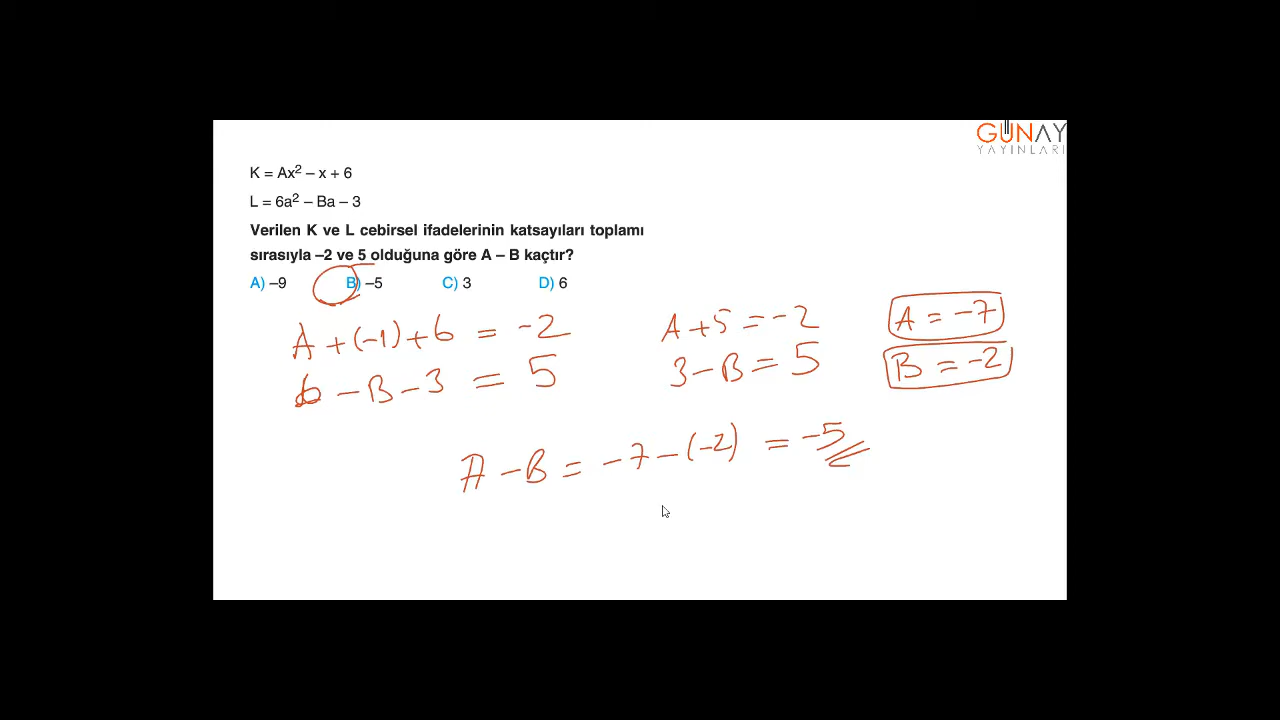 GÜNAY
YAYINLARI
K = Ax² – x + 6
L = 6a² – Ba – 3
Verilen K ve L cebirsel ifadelerinin katsayıları toplamı
sırasıyla –2 ve 5 olduğuna göre A – B kaçtır?
A) –9 B) –5 C) 3 D) 6
A + (-1) + 6 = -2 A + 5 = -2 A = -7
6 - B - 3 = 5 3 - B = 5 B = -2
A - B = -7 - (-2) = -5